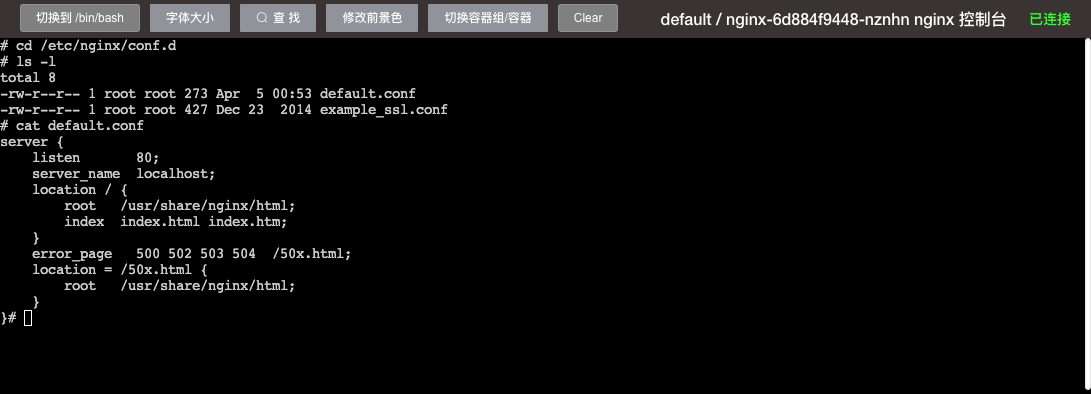 切换到 /bin/bash 字体大小 查 找 修改前景色 切换容器组/容器 Clear default / nginx-6d884f9448-nznhn nginx 控制台 已连接
# cd /etc/nginx/conf.d
# ls -l
total 8
-rw-r--r-- 1 root root 273 Apr  5 00:53 default.conf
-rw-r--r-- 1 root root 427 Dec 23  2014 example_ssl.conf
# cat default.conf
server {
    listen       80;
    server_name  localhost;
    location / {
        root   /usr/share/nginx/html;
        index  index.html index.htm;
    }
    error_page   500 502 503 504  /50x.html;
    location = /50x.html {
        root   /usr/share/nginx/html;
    }
}#